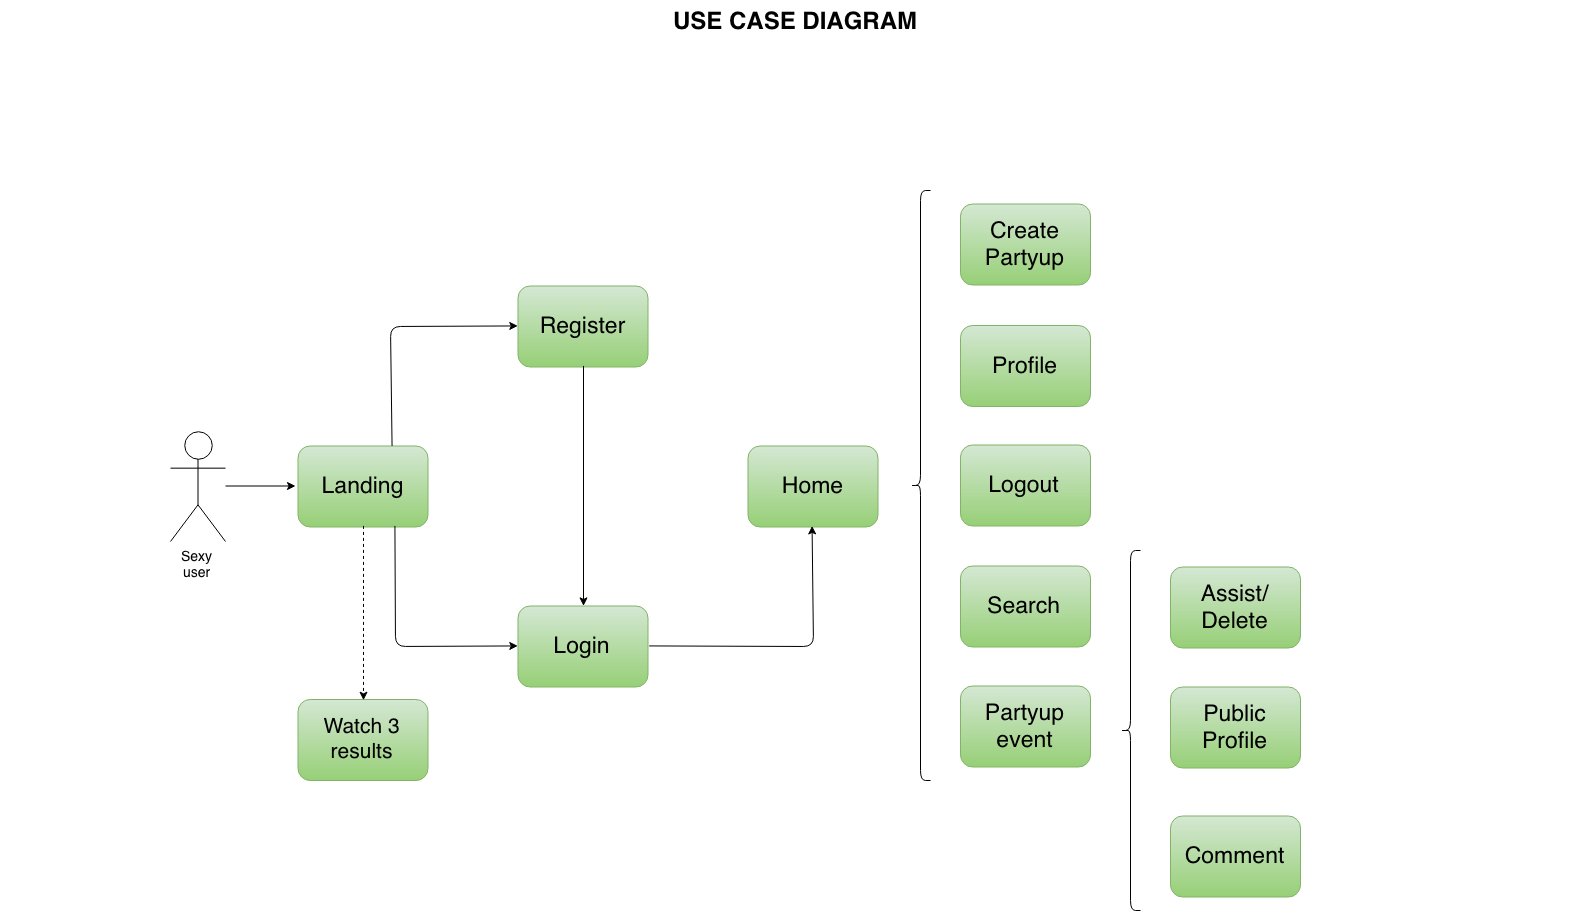 USE CASE DIAGRAM
Create
Partyup
Register
Profile
Landing
Home
Logout
Sexy
user
Search
Assist/
Delete
Login
Watch 3
results
Partyup
event
Public
Profile
Comment